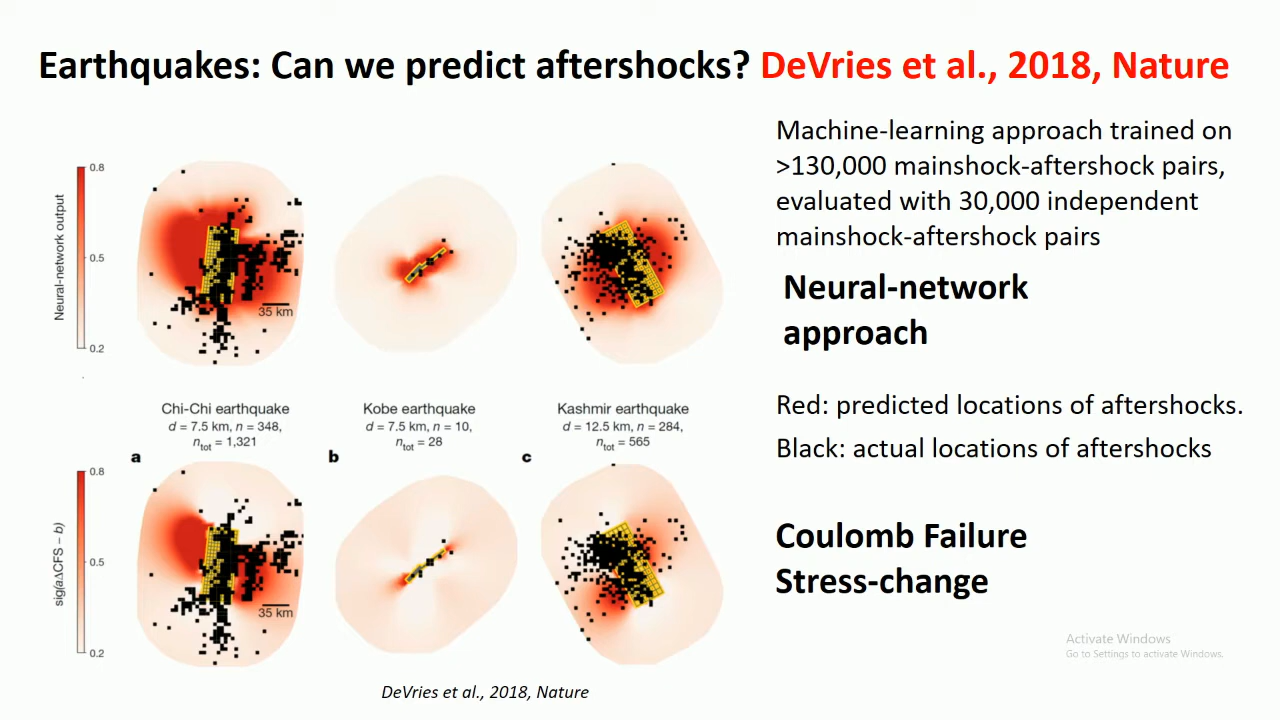 Earthquakes: Can we predict aftershocks? DeVries et al., 2018, Nature
Machine-learning approach trained on
>130,000 mainshock-aftershock pairs,
evaluated with 30,000 independent
mainshock-aftershock pairs
Neural-network
approach
Red: predicted locations of aftershocks.
Black: actual locations of aftershocks
Coulomb Failure
Stress-change
Neural-network output
0.8
0.5
0.2
35 km
Chi-Chi earthquake
d = 7.5 km, n = 348,
ntot = 1,321
Kobe earthquake
d = 7.5 km, n = 10,
ntot = 28
Kashmir earthquake
d = 12.5 km, n = 284,
ntot = 565
a
b
c
sig(aΔCFS – b)
0.8
0.5
0.2
35 km
DeVries et al., 2018, Nature
Activate Windows
Go to Settings to activate Windows.